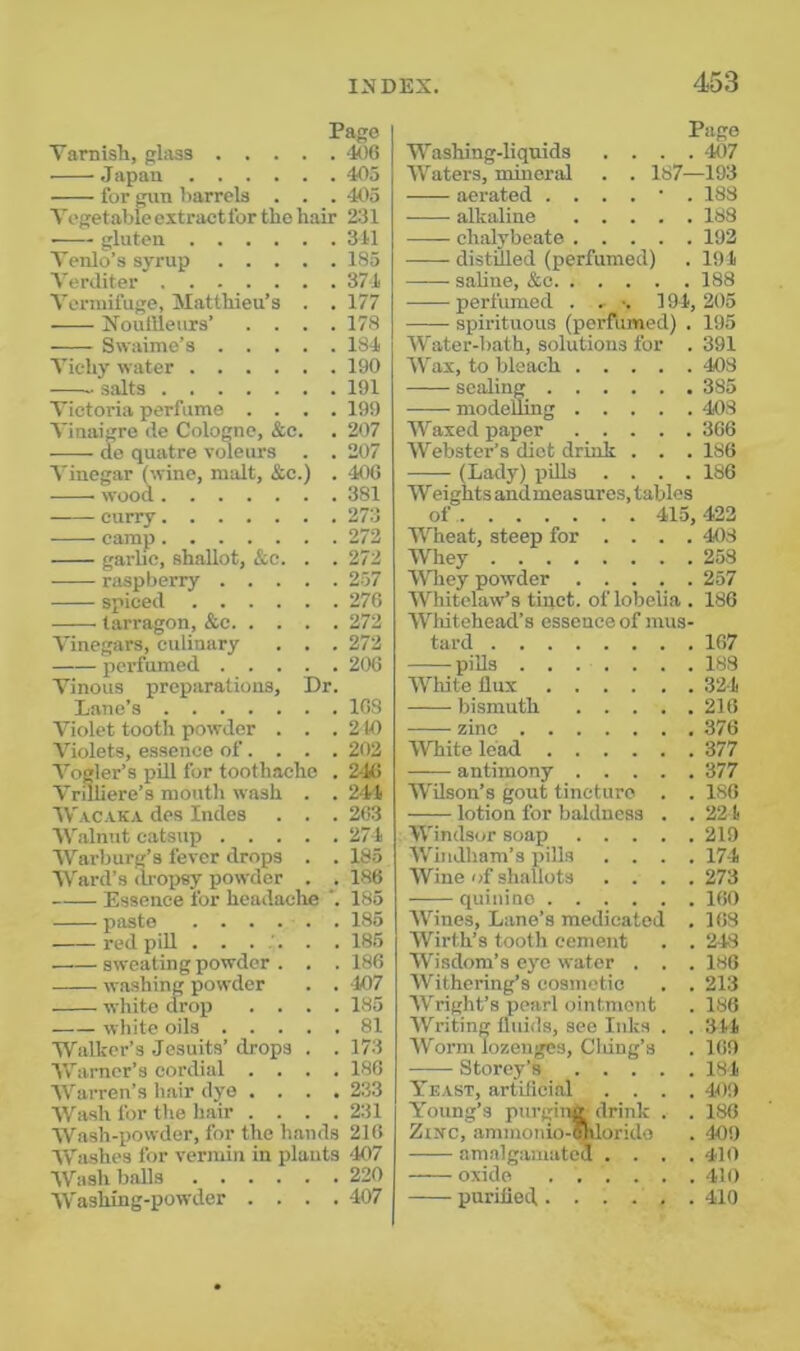 INDEX. 453
Page
Varnish, glass . . . . . 406
—— Japan . . . . . . 405
—— for gun barrels . . . 405
Vegetable extract for the hair 231
—— gluten . . . . . . 341
Venlo's syrup . . . . . 185
Verditer . . . . . . . 374
Vermifuge, Matthieu's . . 177
—— Nouffleurs' . . . . 178
—— Swaime's . . . . . 184
Vichy water . . . . . . 190
—— salts . . . . . . . 191
Victoria perfume . . . . 199
Vinaigre de Cologne, &c. . 207
—— de quatre voleurs . . 207
Vinegar (wine, malt, &c.) . 406
—— wood . . . . . . . 381
—— curry . . . . . . . 273
—— camp . . . . . . . 272
—— garlic, shallot, &c. . . 272
—— raspberry . . . . . 257
—— spiced . . . . . . 276
—— tarragon, &c. . . . . 272
Vinegars, culinary . . . 272
—— perfumed . . . . . 206
Vinous preparations, Dr.
Lane's . . . . . . . 168
Violet tooth powder . . . 240
Violets, essence of . . . . 202
Vogler's pill for toothache . 246
Vrilliere's mouth wash . . 244
WACAKA des Indes . . . 263
Walnut catsup . . . . . 274
Warburg's fever drops . . 185
Ward's dropsy powder . . 186
—— Essence for headache . 185
—— paste . . . . . . 185
—— red pill . . . . . . 185
—— sweating powder . . . 186
—— washing powder . . 407
—— white drop . . . . 185
—— white oils . . . . . 81
Walker's Jesuits' drops . . 173
Warner's cordial . . . . 186
Warren's hair dye . . . . 233
Wash for the hair . . . . 231
Wash-powder, for the hands 216
Washes for vermin in plants 407
Wash balls . . . . . . 220
Washing-powder . . . . 407
Page
Washing-liquids . . . . 407
Waters, mineral . . 187—193
—— aerated . . . . . . 188
—— alkaline . . . . . 188
—— chalybeate . . . . . 192
—— distilled (perfumed) . 194
—— saline, &c. . . . . . 188
—— perfumed . . . 194, 205
—— spirituous (perfumed) . 195
Water-bath, solutions for . 391
Wax, to bleach . . . . . 408
—— sealing . . . . . . 385
—— modelling . . . . . 408
Waxed paper . . . . . 366
Webster's diet drink . . . 186
—— (Lady) pills . . . . 186
Weights and measures, tables
of . . . . . . . 415, 422
Wheat, steep for . . . . 408
Whey . . . . . . . . 258
Whey powder . . . . . 257
Whitelaw's tinct. of lobelia . 186
Whitehead's essence of mus-
tard . . . . . . . . 167
—— pills . . . . . . . 188
White flux . . . . . . 324
—— bismuth . . . . . 216
—— zinc . . . . . . . 376
White lead . . . . . . 377
—— antimony . . . . . 377
Wilson's gout tincture . . 186
—— lotion for baldness . . 224
Windsor soap . . . . . 219
Windham's pills . . . . 174
Wine of shallots . . . . 273
—— quinine . . . . . . 160
Wines, Lane's medicated . 168
Wirth's tooth cement . . 248
Wisdom's eye water . . . 186
Withering's cosmetic . . 213
Wright's pearl ointment . 186
Writing fluids, see Inks . . 344
Worm lozenges, Ching's . 169
—— Storey's . . . . . 184
YEAST, artificial . . . . 409
Young's purging drink . . 186
ZINC, ammonio-chloride . 409
—— amalgamated . . . . 410
—— oxide . . . . . . 410
—— purified . . . . . . 410